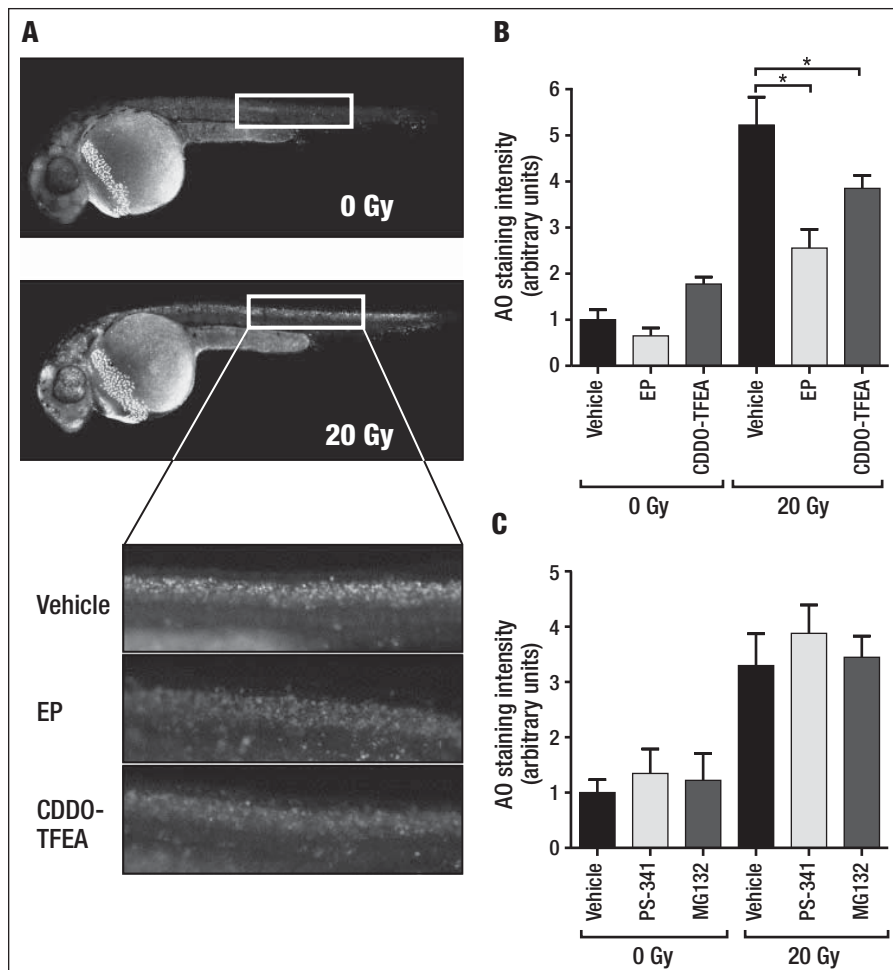 A
0 Gy
20 Gy
Vehicle
EP
CDDO-
TFEA
B
AO staining intensity
(arbitrary units)
6
5
4
3
2
1
0
*
*
Vehicle
EP
CDDO-TFEA
Vehicle
EP
CDDO-TFEA
0 Gy
20 Gy
C
AO staining intensity
(arbitrary units)
5
4
3
2
1
0
Vehicle
PS-341
MG132
Vehicle
PS-341
MG132
0 Gy
20 Gy